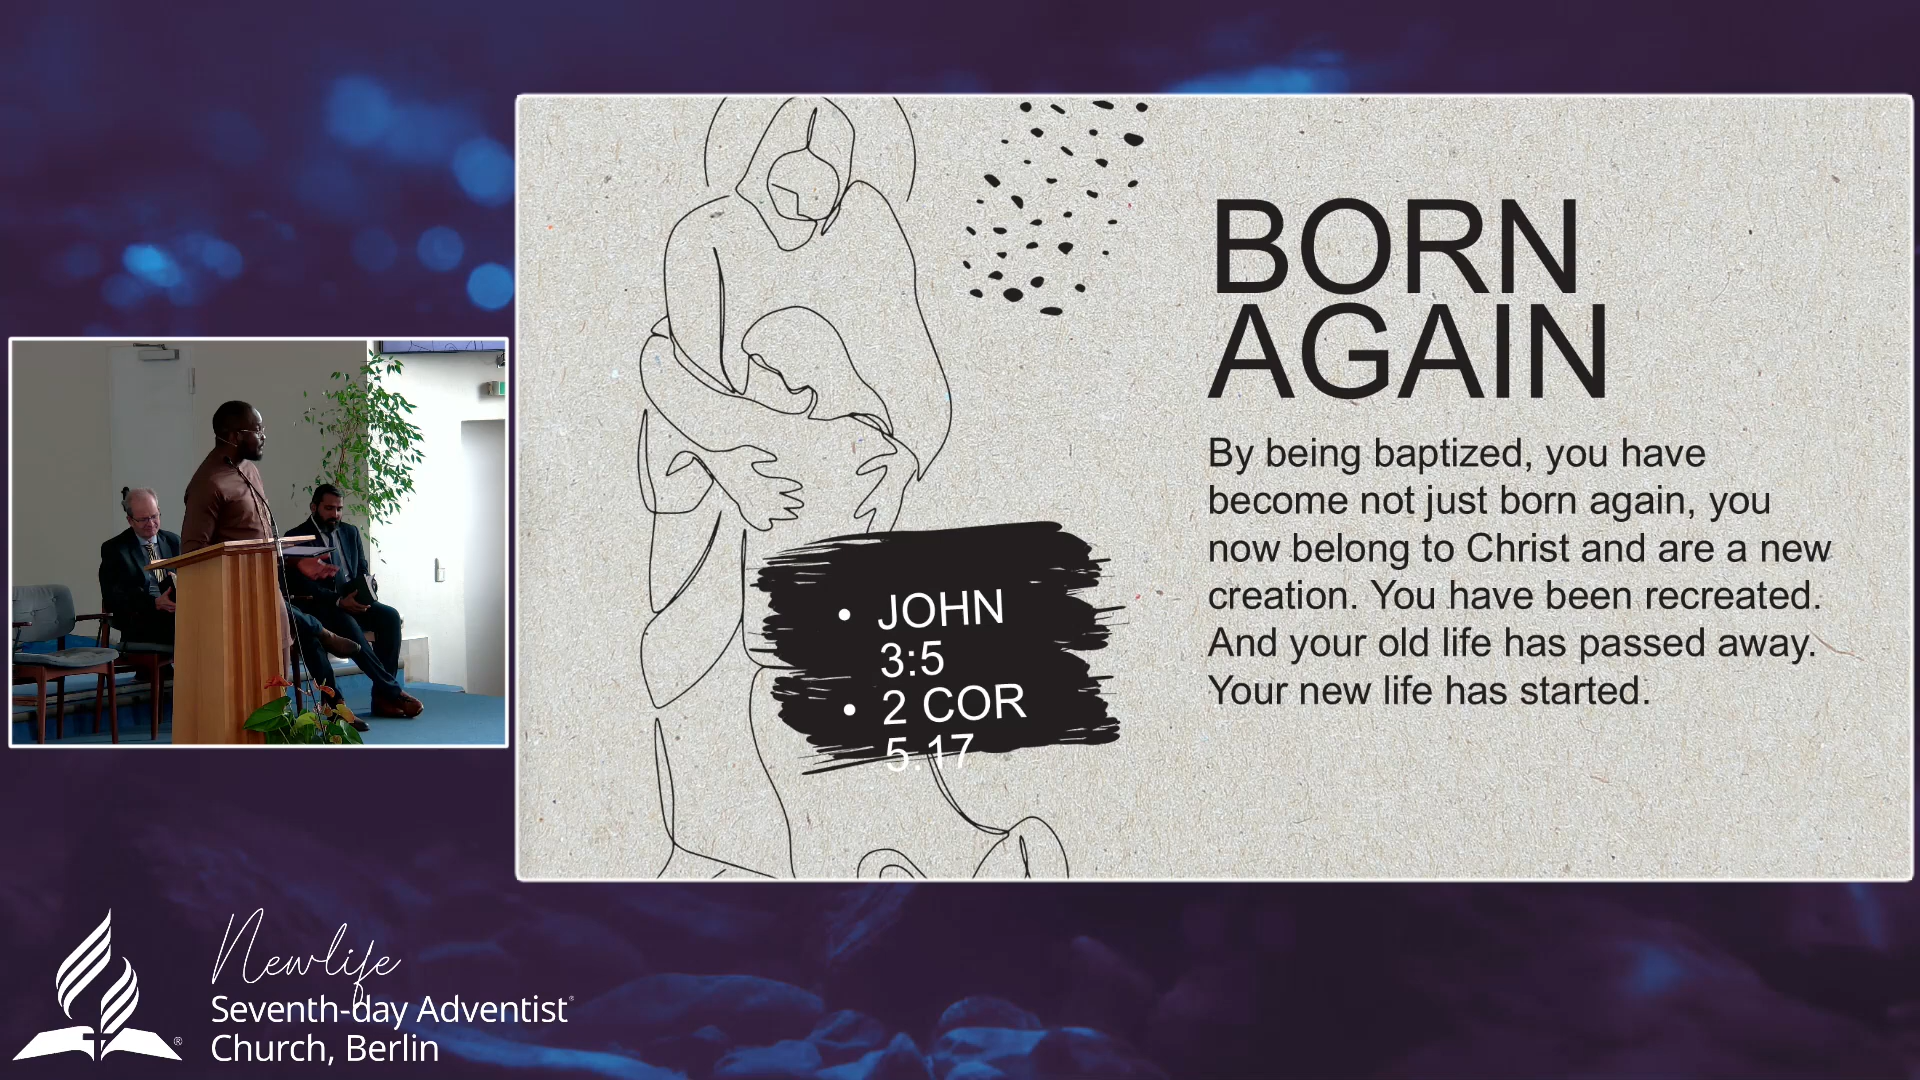 BORN
AGAIN
By being baptized, you have
become not just born again, you
now belong to Christ and are a new
creation. You have been recreated.
And your old life has passed away.
Your new life has started.
• JOHN
3:5
• 2 COR
5.17
Newlife
Seventh-day Adventist®
Church, Berlin
®